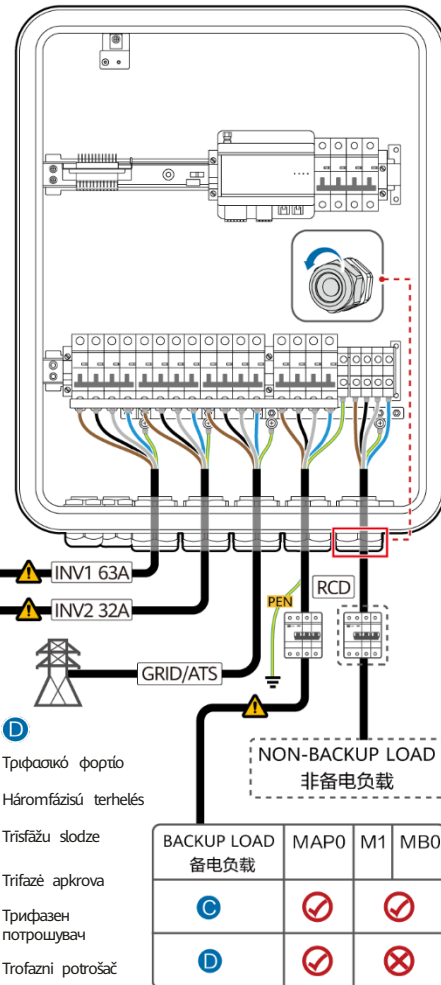 INV1 63A
INV2 32A
PEN
RCD
GRID/ATS
NON-BACKUP LOAD
非备电负载
D
Τριφασικό φορτίο
Háromfázisú terhelés
Trīsfāžu slodze
Trifazė apkrova
Трифазен
потрошувач
Trofazni potrošač
BACKUP LOAD MAP0 M1 MB0
备电负载
C
D